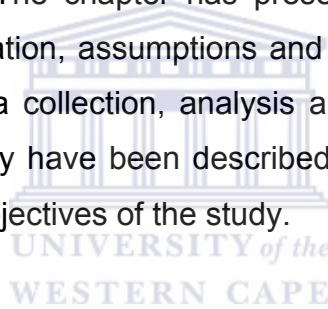 The chapter has prese
ation, assumptions and
a collection, analysis a
y have been described
jectives of the study.
UNIVERSITY of the
WESTERN CAPE